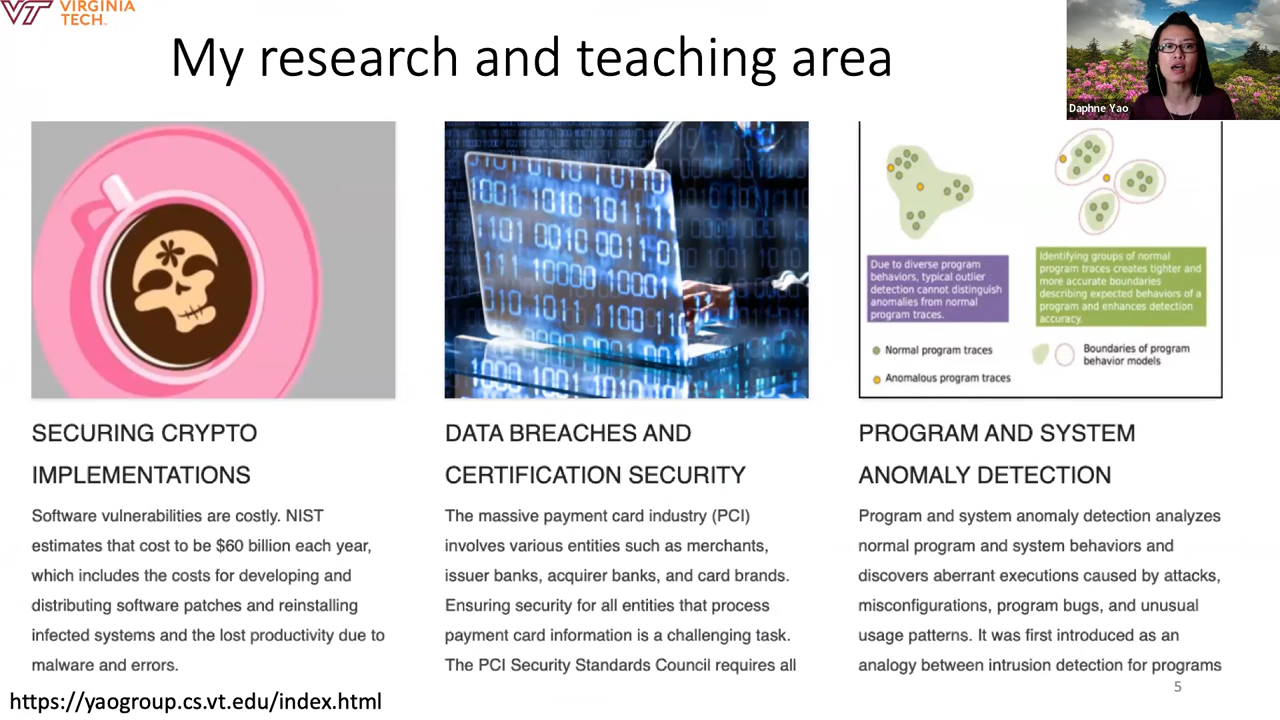 VIRGINIA
TECH
My research and teaching area
Daphne Yao
Due to diverse program
behaviors, typical outlier
detection cannot distinguish
anomalies from normal
program traces.
Identifying groups of normal
program traces creates tighter and
more accurate boundaries
describing expected behaviors of a
program and enhances detection
accuracy.
Normal program traces
Anomalous program traces
Boundaries of program
behavior models
SECURING CRYPTO
IMPLEMENTATIONS
Software vulnerabilities are costly. NIST
estimates that cost to be $60 billion each year,
which includes the costs for developing and
distributing software patches and reinstalling
infected systems and the lost productivity due to
malware and errors.
DATA BREACHES AND
CERTIFICATION SECURITY
The massive payment card industry (PCI)
involves various entities such as merchants,
issuer banks, acquirer banks, and card brands.
Ensuring security for all entities that process
payment card information is a challenging task.
The PCI Security Standards Council requires all
PROGRAM AND SYSTEM
ANOMALY DETECTION
Program and system anomaly detection analyzes
normal program and system behaviors and
discovers aberrant executions caused by attacks,
misconfigurations, program bugs, and unusual
usage patterns. It was first introduced as an
analogy between intrusion detection for programs
https://yaogroup.cs.vt.edu/index.html
5